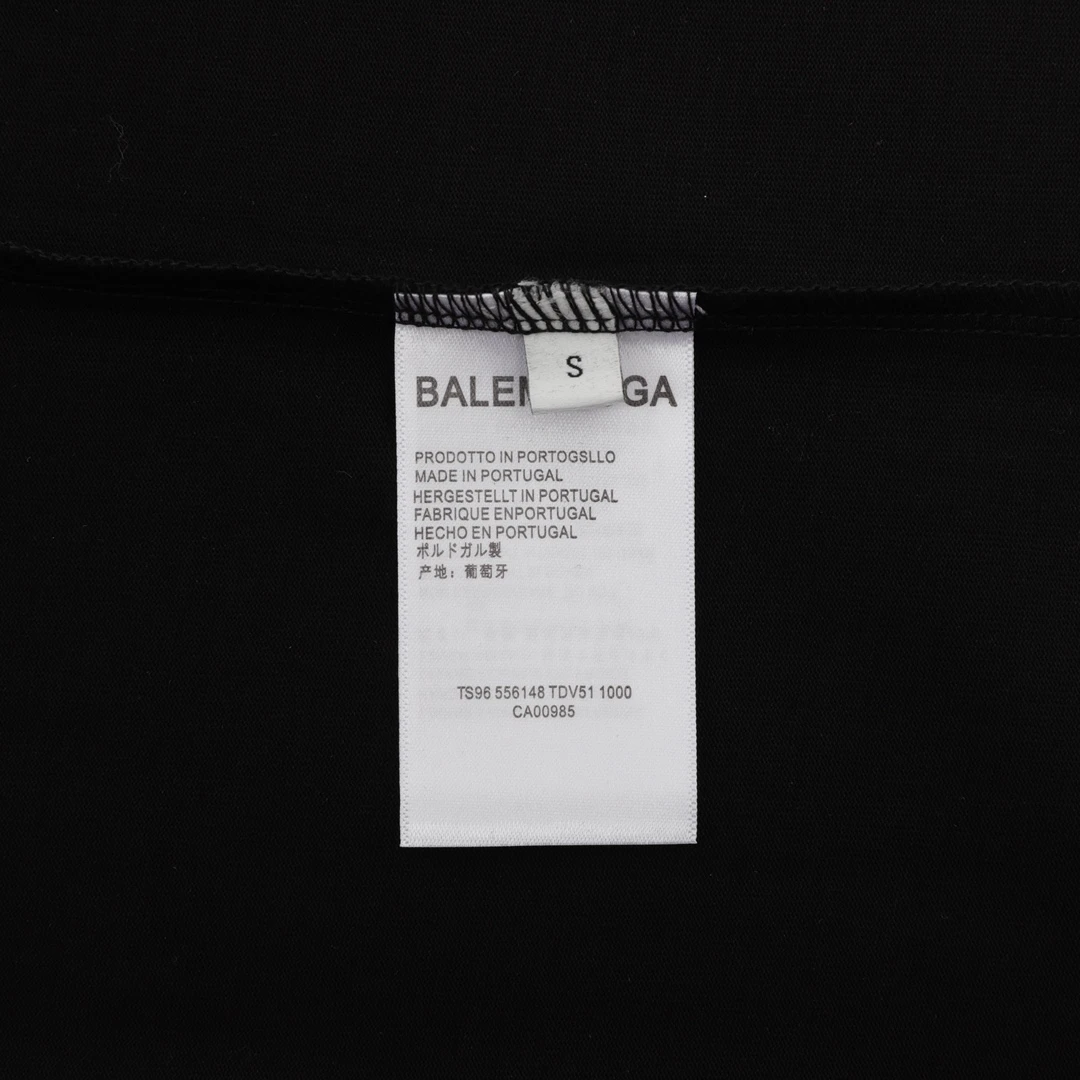 S
BALEN GA
PRODOTTO IN PORTOGSLLO
MADE IN PORTUGAL
HERGESTELLT IN PORTUGAL
FABRIQUE ENPORTUGAL
HECHO EN PORTUGAL
ポルドガル製
产地：葡萄牙
TS96 556148 TDV51 1000
CA00985